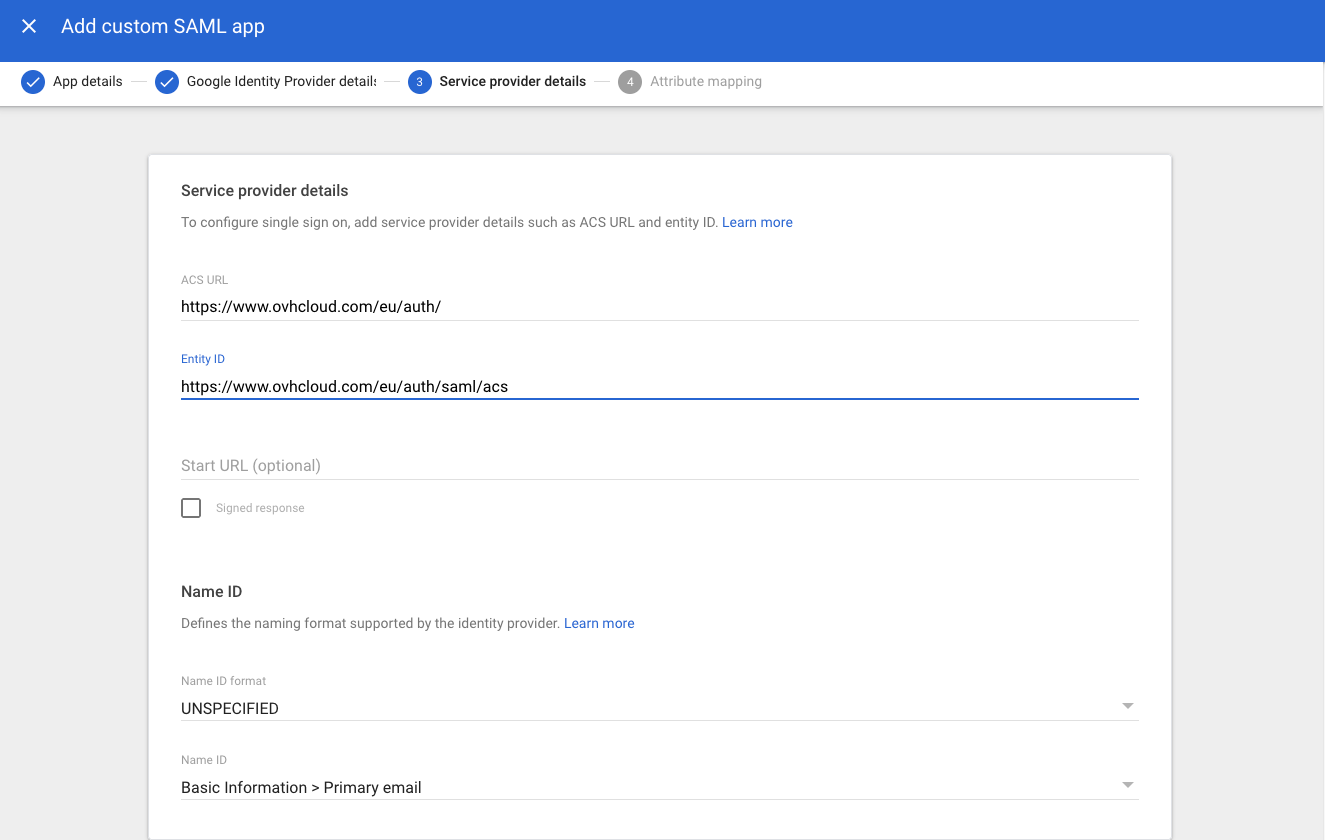 Add custom SAML app
App details
Google Identity Provider details
3 Service provider details
4 Attribute mapping
Service provider details
To configure single sign on, add service provider details such as ACS URL and entity ID. Learn more
ACS URL
https://www.ovhcloud.com/eu/auth/
Entity ID
https://www.ovhcloud.com/eu/auth/saml/acs
Start URL (optional)
Signed response
Name ID
Defines the naming format supported by the identity provider. Learn more
Name ID format
UNSPECIFIED
Name ID
Basic Information > Primary email